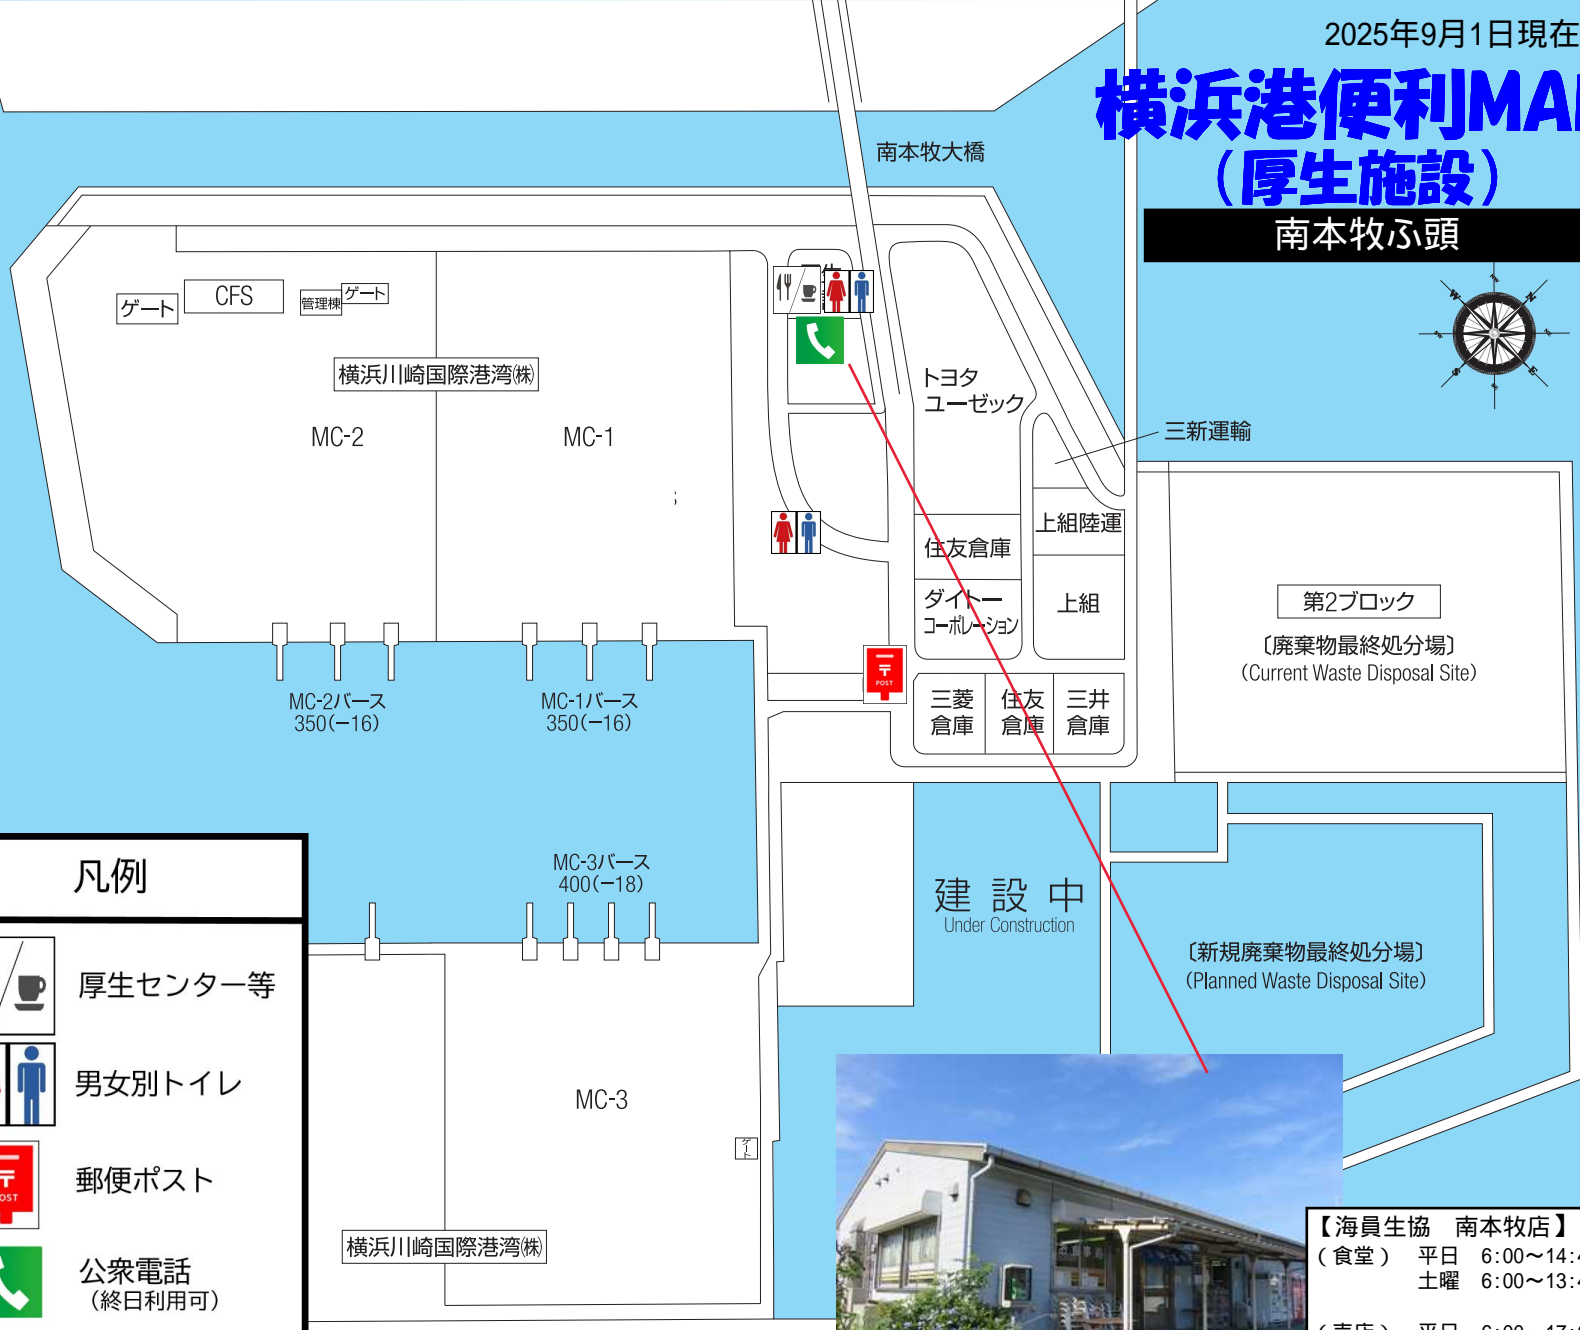 2025年9月1日現在
横浜港便利MA
(厚生施設)
南本牧ふ頭
南本牧大橋
ゲート
CFS
管理棟
ゲート
横浜川崎国際港湾㈱
MC-2
MC-1
トヨタ
ユーゼック
三新運輸
上組陸運
住友倉庫
ダイトー
コーポレーション
上組
第2ブロック
〔廃棄物最終処分場〕
(Current Waste Disposal Site)
〒
POST
三菱
倉庫
住友
倉庫
三井
倉庫
MC-2バース
350(−16)
MC-1バース
350(−16)
MC-3バース
400(−18)
建設中
Under Construction
〔新規廃棄物最終処分場〕
(Planned Waste Disposal Site)
MC-3
ゲート
横浜川崎国際港湾㈱
凡例
厚生センター等
男女別トイレ
郵便ポスト
公衆電話
(終日利用可)
【海員生協 南本牧店】
(食堂) 平日 6:00～14:
土曜 6:00～13: